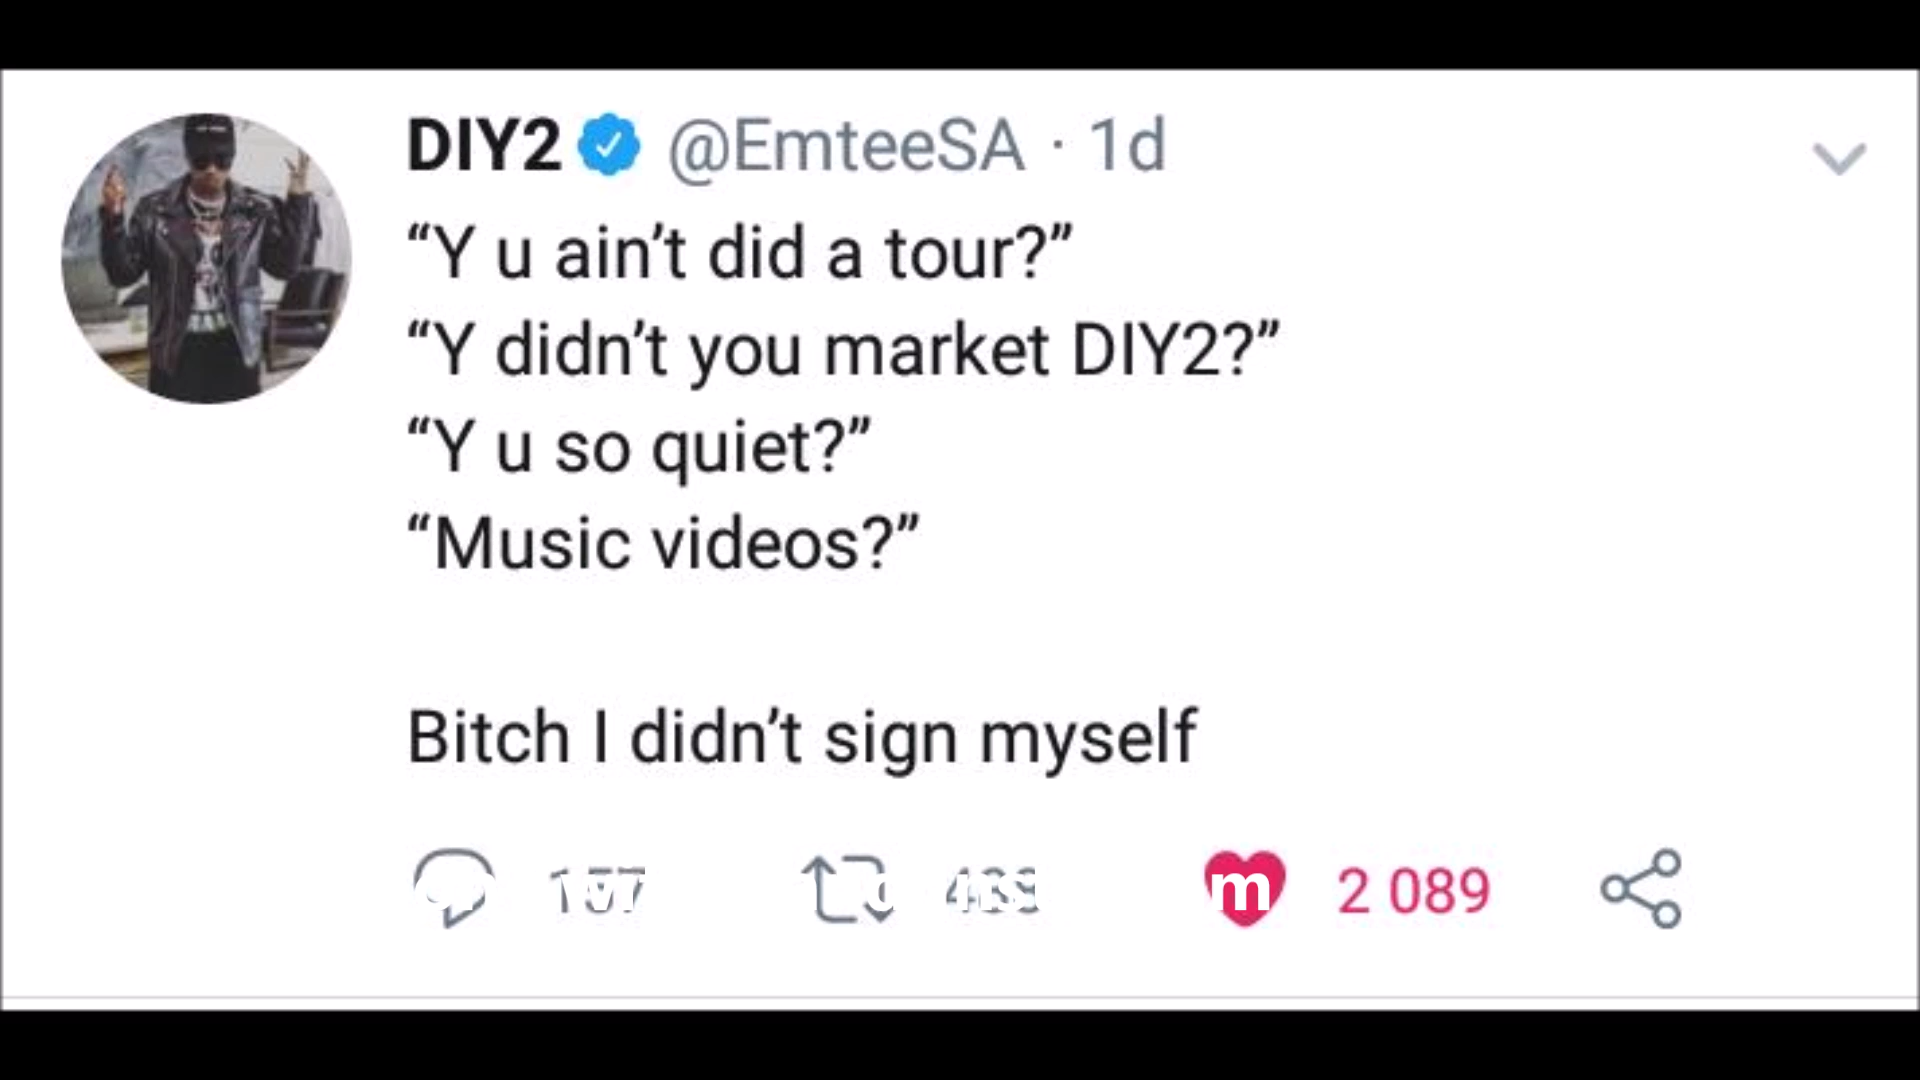 DIY2 @EmteeSA · 1d
“Y u ain’t did a tour?”
“Y didn’t you market DIY2?”
“Y u so quiet?”
“Music videos?”
Bitch I didn’t sign myself
2 089